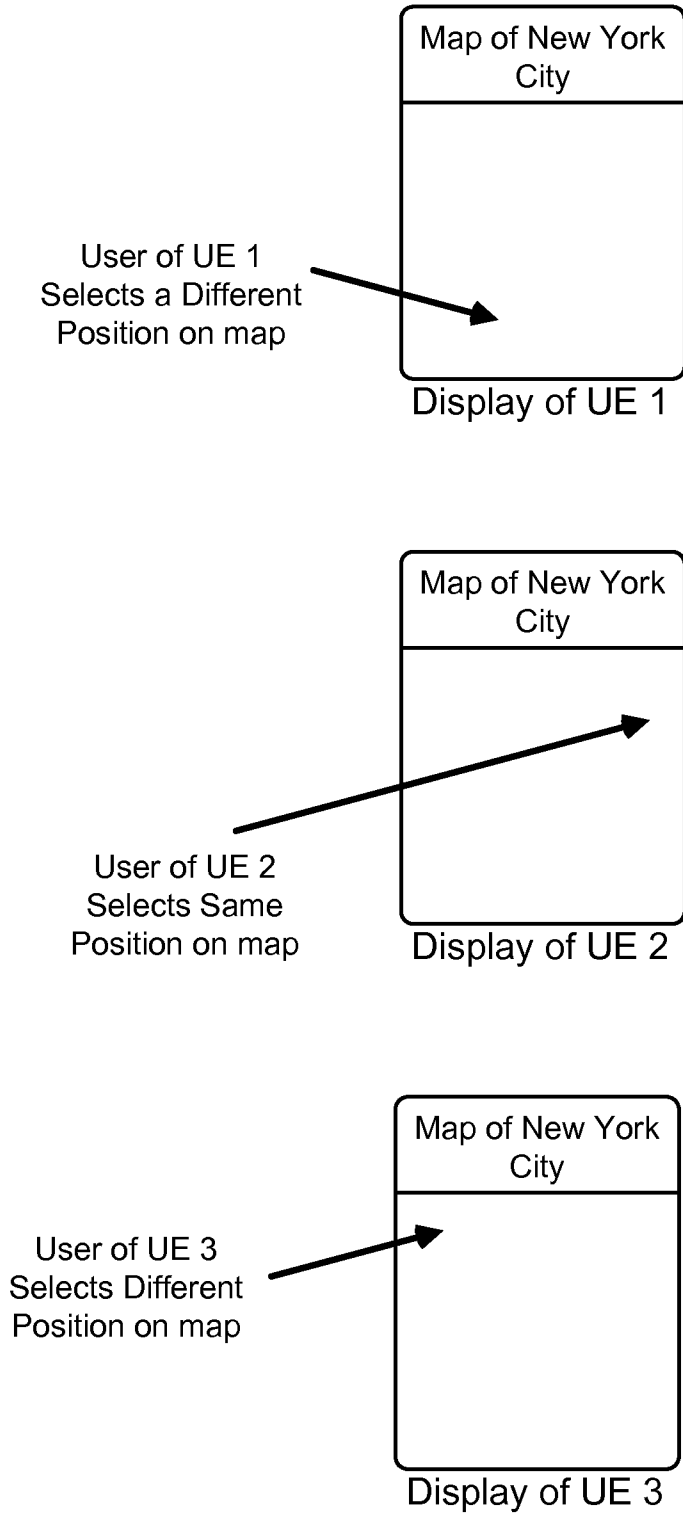 Map of New York
City
User of UE 1
Selects a Different
Position on map
Display of UE 1
Map of New York
City
User of UE 2
Selects Same
Position on map
Display of UE 2
Map of New York
City
User of UE 3
Selects Different
Position on map
Display of UE 3